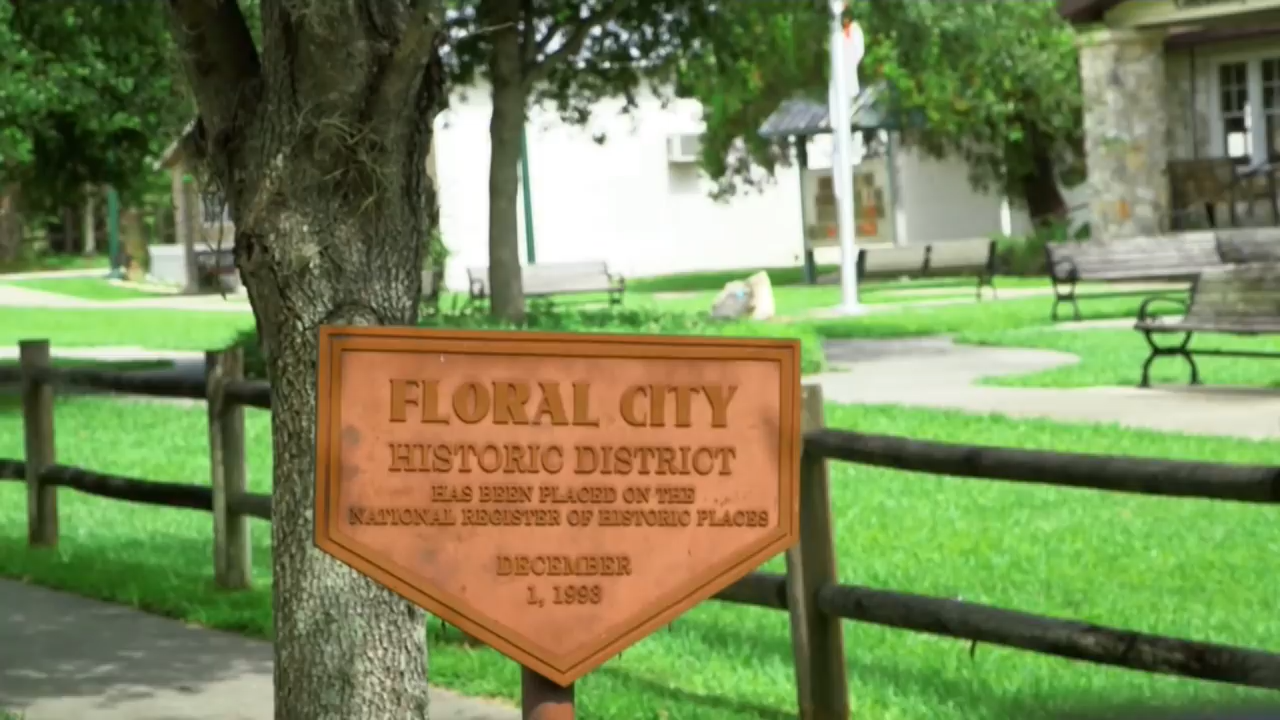 FLORAL CITY
HISTORIC DISTRICT
HAS BEEN PLACED ON THE
NATIONAL REGISTER OF HISTORIC PLACES
DECEMBER
1, 1993